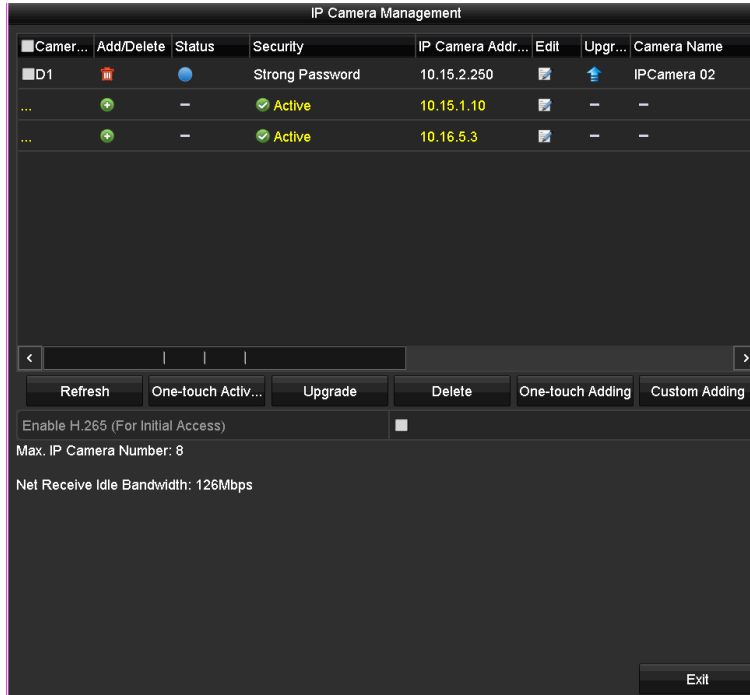 IP Camera Management
Camer... Add/Delete Status Security IP Camera Addr... Edit Upgr... Camera Name
D1 Strong Password 10.15.2.250 IPCamera 02
... – Active 10.15.1.10 – –
... – Active 10.16.5.3 – –
Refresh One-touch Activ... Upgrade Delete One-touch Adding Custom Adding
Enable H.265 (For Initial Access)
Max. IP Camera Number: 8
Net Receive Idle Bandwidth: 126Mbps
Exit